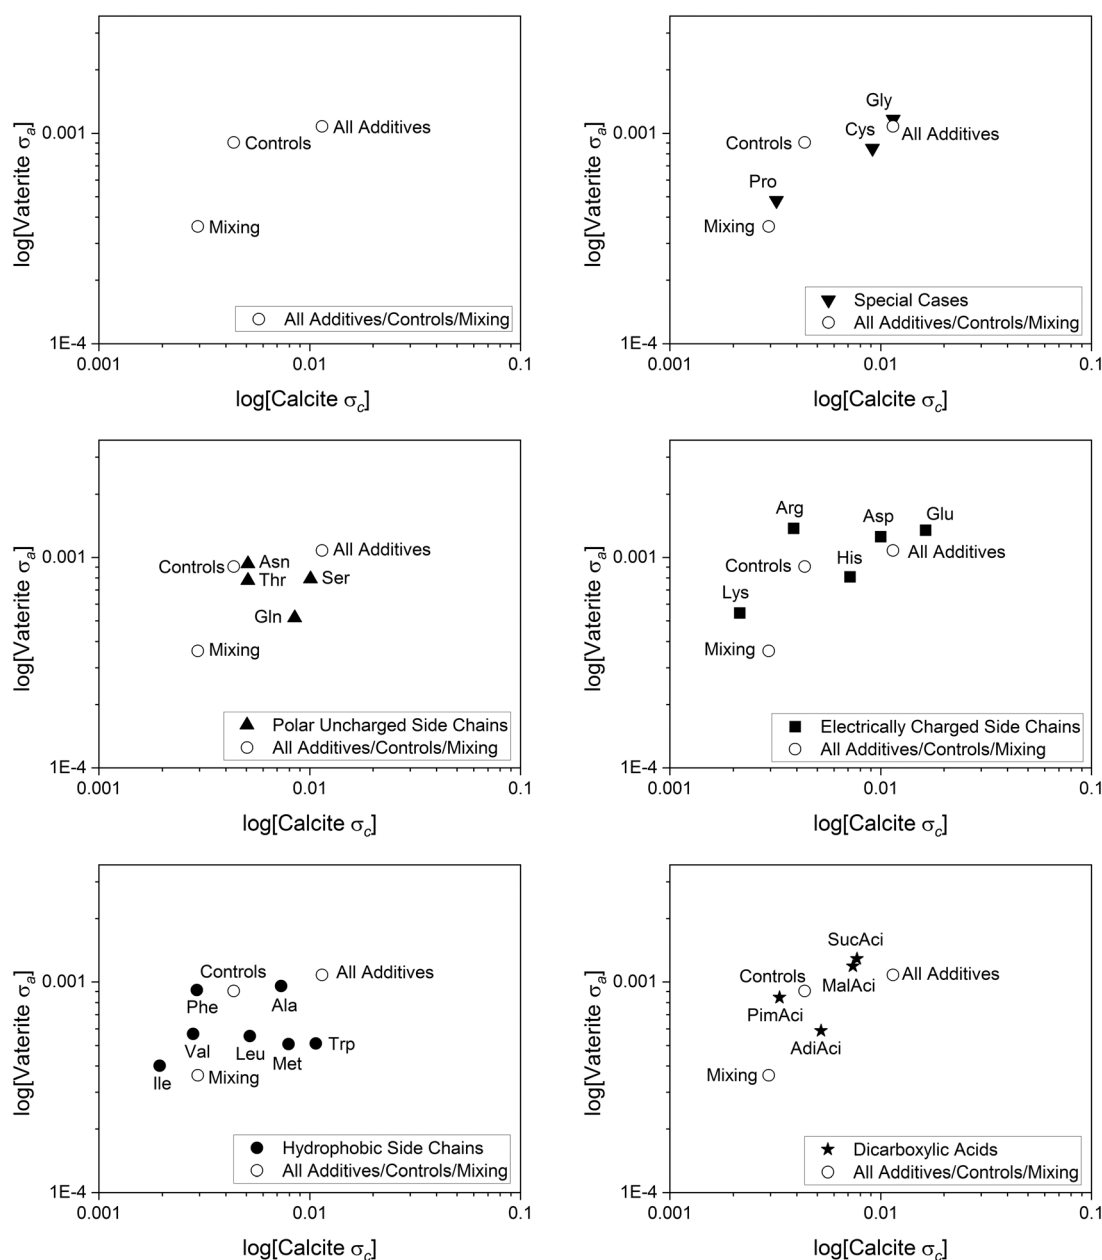 log[Vaterite σa]
0.001
1E-4
Controls
All Additives
Mixing
All Additives/Controls/Mixing
0.001
0.01
0.1
log[Calcite σc]
log[Vaterite σa]
0.001
1E-4
Gly
Cys
All Additives
Controls
Pro
Mixing
Special Cases
All Additives/Controls/Mixing
0.001
0.01
0.1
log[Calcite σc]
log[Vaterite σa]
0.001
1E-4
All Additives
Controls
Asn
Thr
Ser
Gln
Mixing
Polar Uncharged Side Chains
All Additives/Controls/Mixing
0.001
0.01
0.1
log[Calcite σc]
log[Vaterite σa]
0.001
1E-4
Arg
Asp
Glu
All Additives
Controls
His
Lys
Mixing
Electrically Charged Side Chains
All Additives/Controls/Mixing
0.001
0.01
0.1
log[Calcite σc]
log[Vaterite σa]
0.001
1E-4
Controls
All Additives
Phe
Ala
Val
Leu
Met
Trp
Ile
Mixing
Hydrophobic Side Chains
All Additives/Controls/Mixing
0.001
0.01
0.1
log[Calcite σc]
log[Vaterite σa]
0.001
1E-4
SucAci
Controls
MalAci
All Additives
PimAci
AdiAci
Mixing
Dicarboxylic Acids
All Additives/Controls/Mixing
0.001
0.01
0.1
log[Calcite σc]